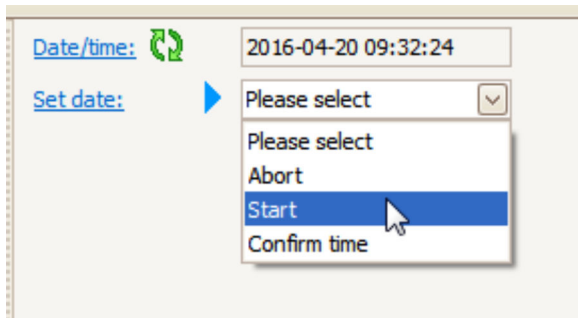 Date/time: 2016-04-20 09:32:24
Set date: Please select
Please select
Abort
Start
Confirm time